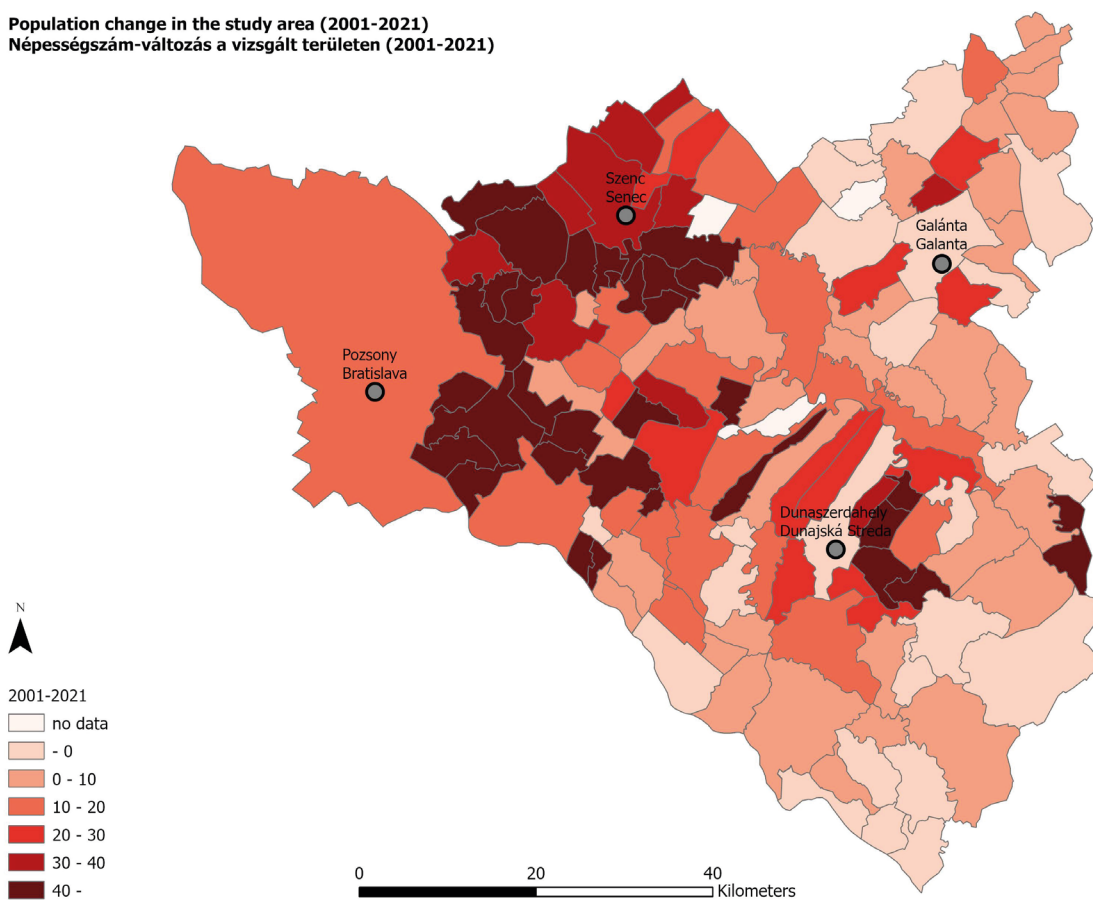 Population change in the study area (2001-2021)
Népességszám-változás a vizsgált területen (2001-2021)
Szenc
Senec
Galánta
Galanta
Pozsony
Bratislava
Dunaszerdahely
Dunajská Streda
N
2001-2021
no data
- 0
0 - 10
10 - 20
20 - 30
30 - 40
40 -
0 20 40
Kilometers